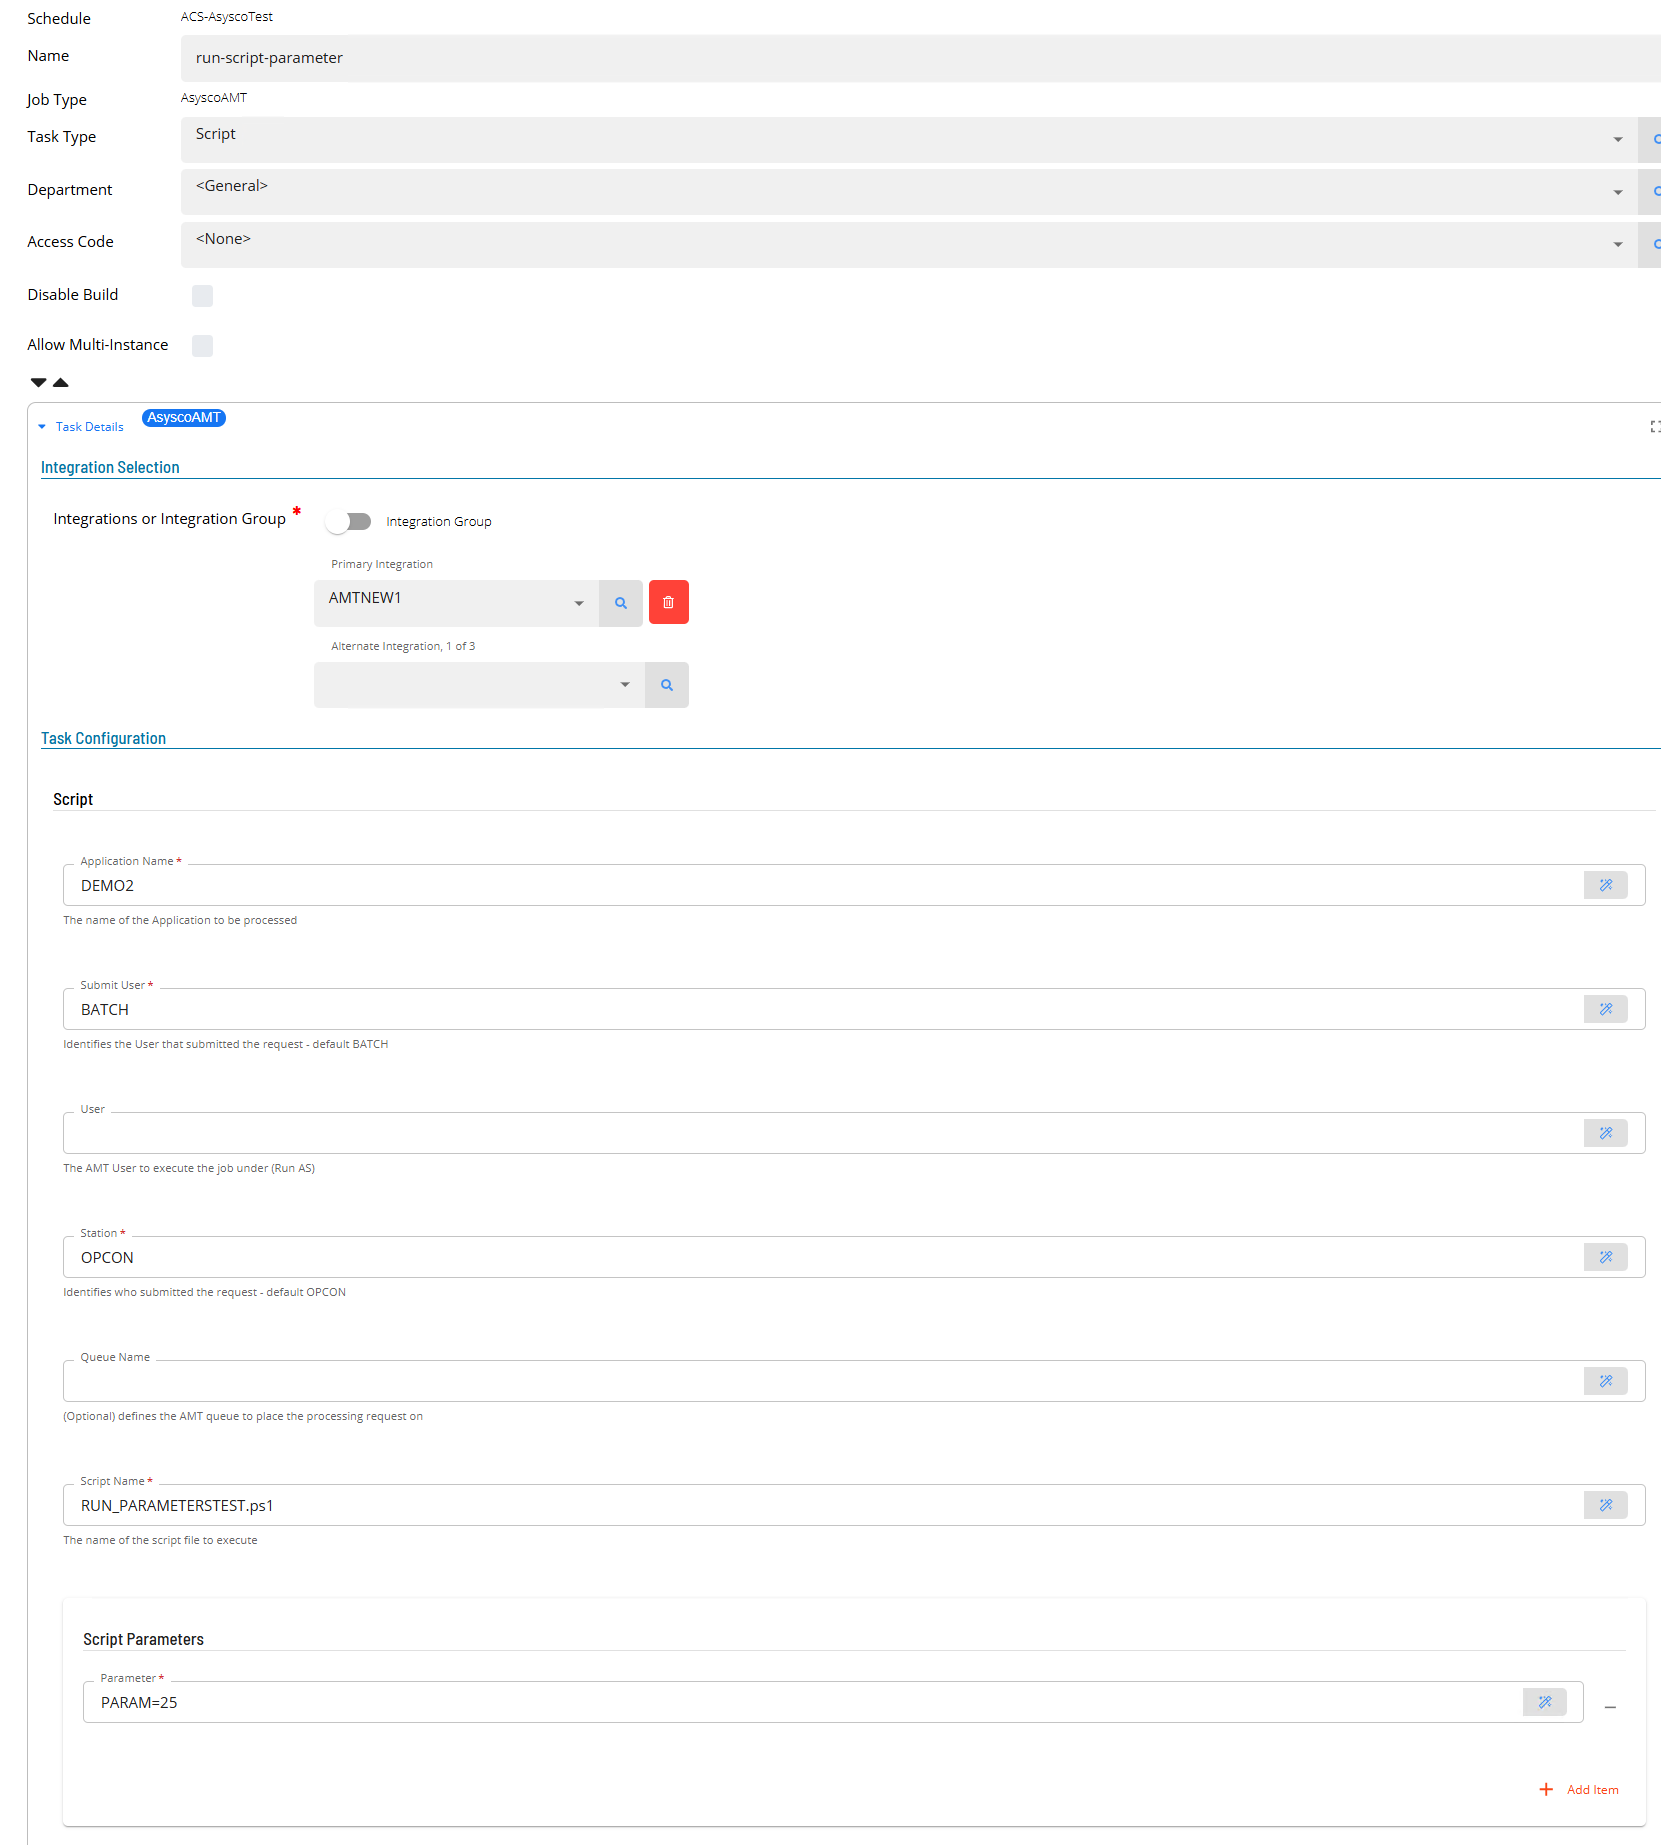 Schedule ACS-AsyscoTest
Name run-script-parameter
Job Type AsyscoAMT
Task Type Script
Department <General>
Access Code <None>
Disable Build
Allow Multi-Instance
Task Details AsyscoAMT
Integration Selection
Integrations or Integration Group * Integration Group
Primary Integration
AMTNEW1
Alternate Integration, 1 of 3
Task Configuration
Script
Application Name *
DEMO2
The name of the Application to be processed
Submit User *
BATCH
Identifies the User that submitted the request - default BATCH
User
The AMT User to execute the job under (Run AS)
Station *
OPCON
Identifies who submitted the request - default OPCON
Queue Name
(Optional) defines the AMT queue to place the processing request on
Script Name *
RUN_PARAMETERSTEST.ps1
The name of the script file to execute
Script Parameters
Parameter *
PARAM=25
Add Item